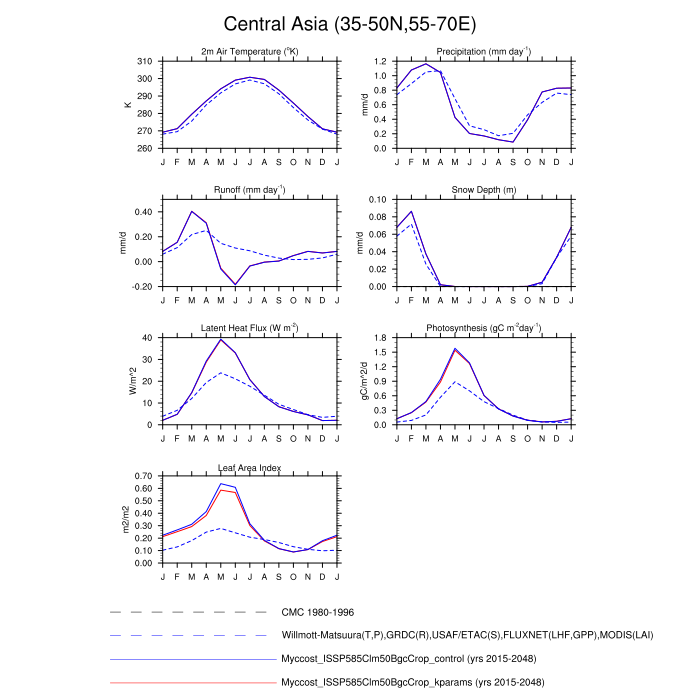 Central Asia (35-50N,55-70E)
2m Air Temperature (°K)
Precipitation (mm day⁻¹)
310
300
290
280
270
260
K
J F M A M J J A S O N D J
1.2
1.0
0.8
0.6
0.4
0.2
0.0
mm/d
J F M A M J J A S O N D J
Runoff (mm day⁻¹)
Snow Depth (m)
0.40
0.20
0.00
-0.20
mm/d
J F M A M J J A S O N D J
0.10
0.08
0.06
0.04
0.02
0.00
mm/d
J F M A M J J A S O N D J
Latent Heat Flux (W m⁻²)
Photosynthesis (gC m⁻²day⁻¹)
40
30
20
10
0
W/m^2
J F M A M J J A S O N D J
1.8
1.5
1.2
0.9
0.6
0.3
0.0
gC/m^2/d
J F M A M J J A S O N D J
Leaf Area Index
0.70
0.60
0.50
0.40
0.30
0.20
0.10
0.00
m2/m2
J F M A M J J A S O N D J
CMC 1980-1996
Willmott-Matsuura(T,P),GRDC(R),USAF/ETAC(S),FLUXNET(LHF,GPP),MODIS(LAI)
Myccost_ISSP585Clm50BgcCrop_control (yrs 2015-2048)
Myccost_ISSP585Clm50BgcCrop_kparams (yrs 2015-2048)